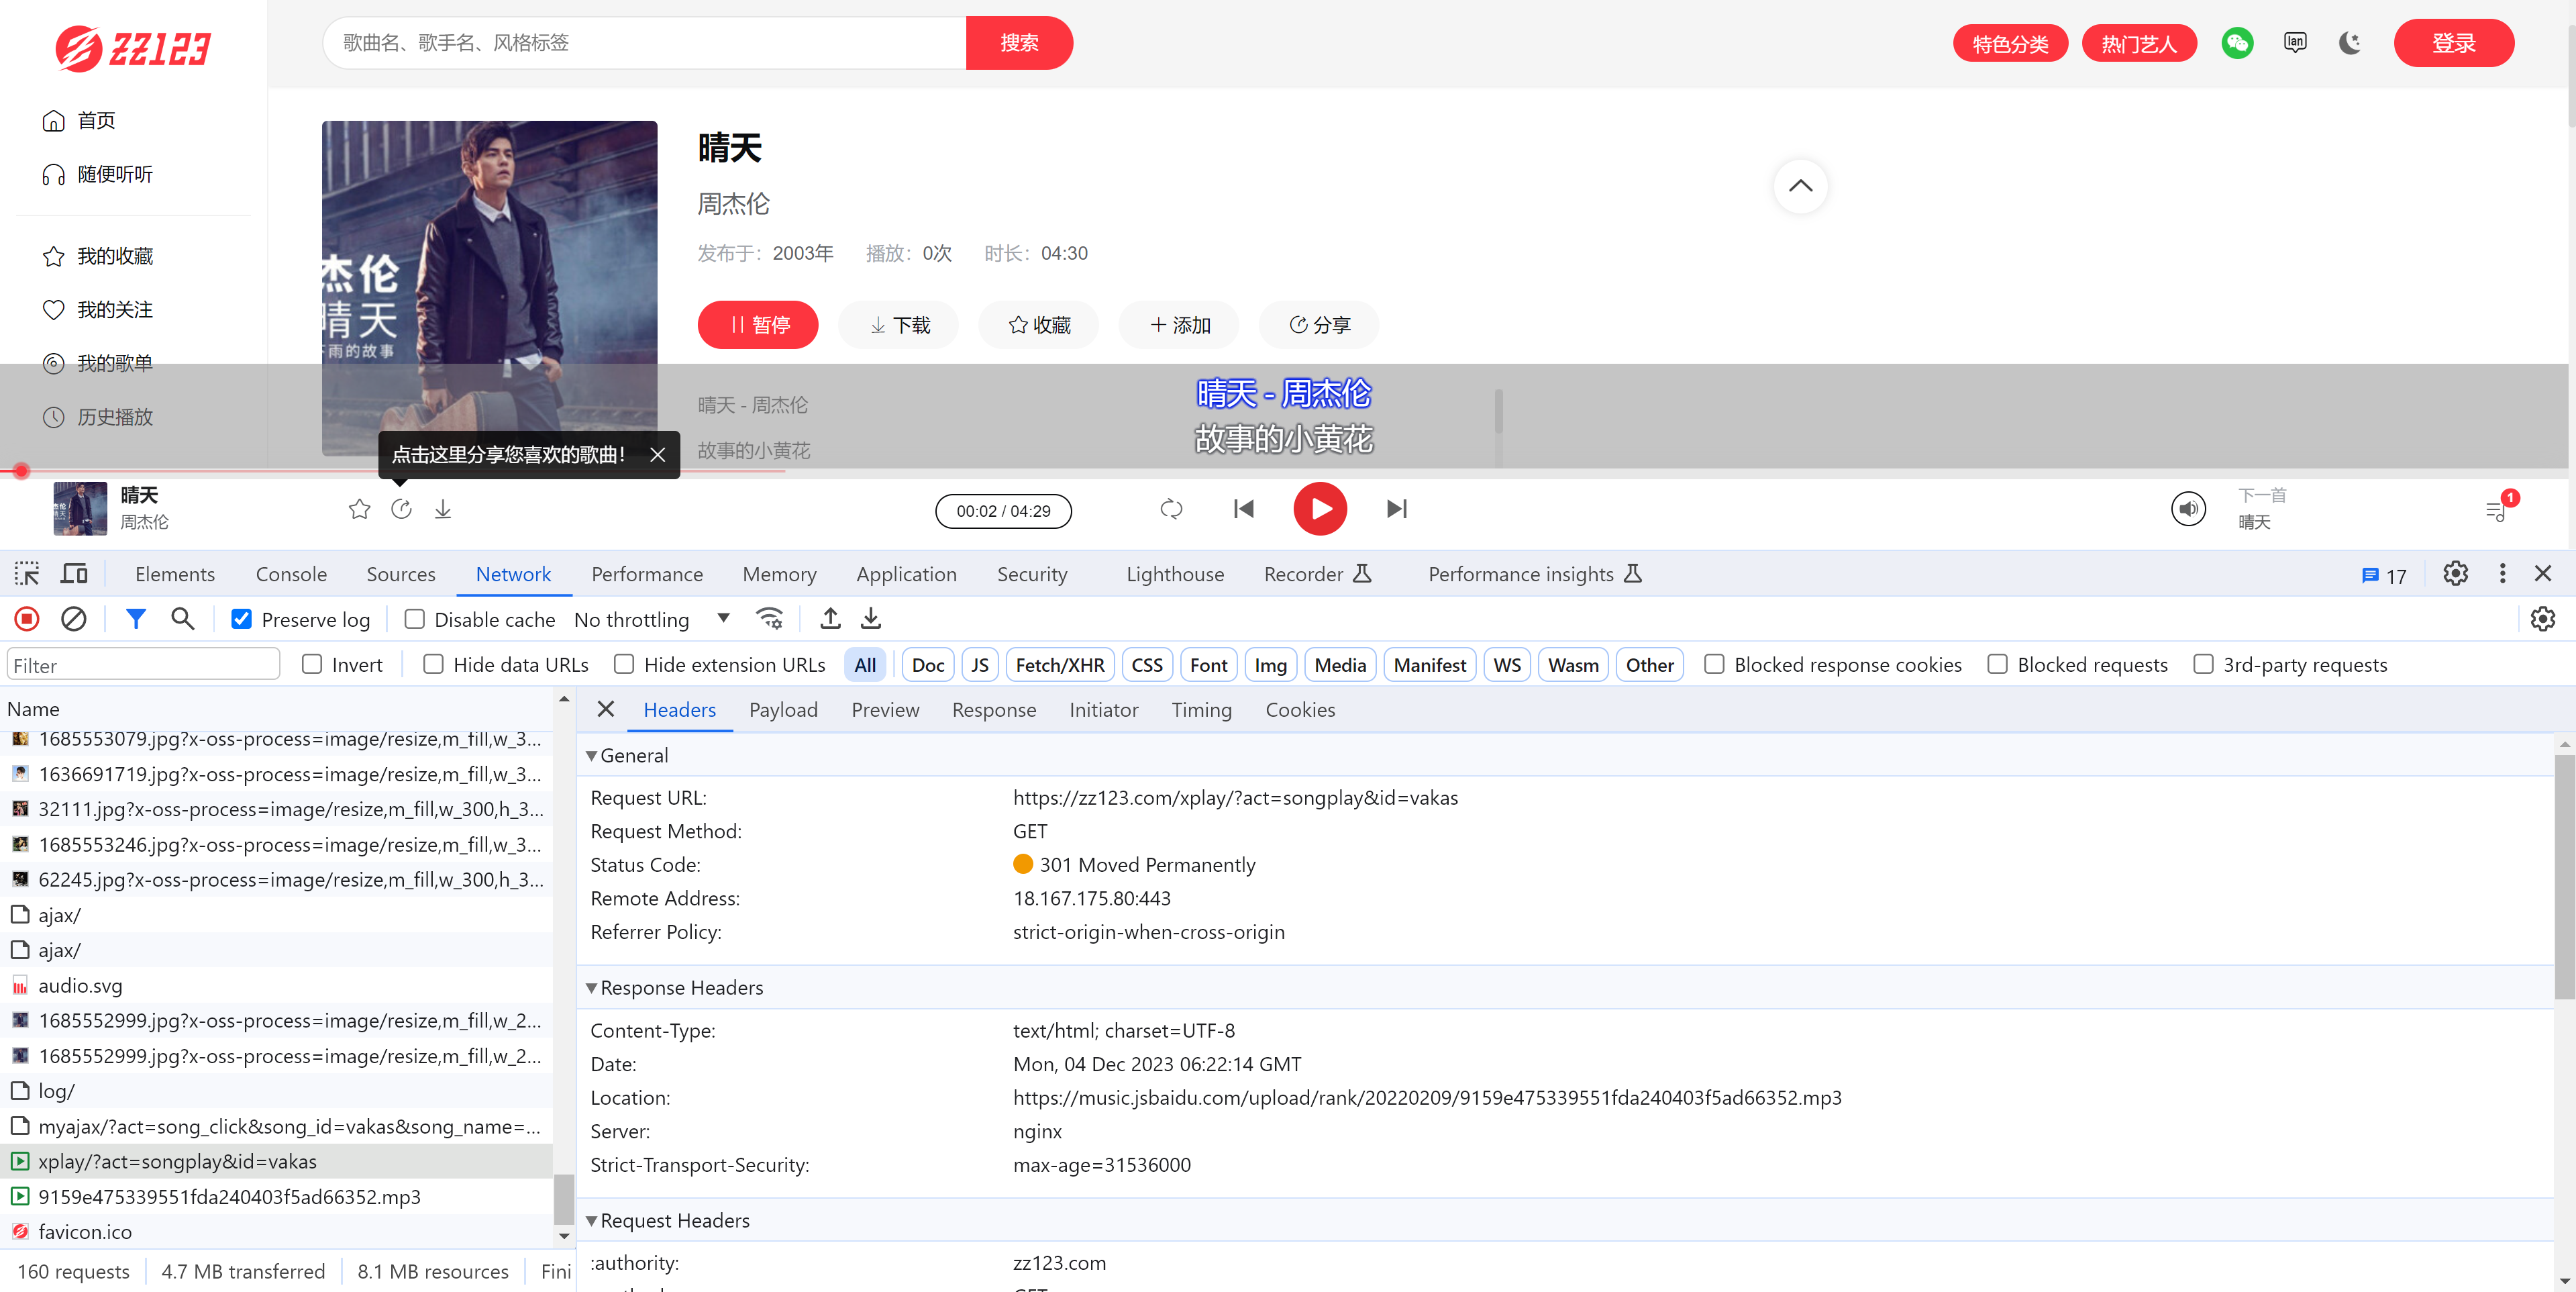 ZZ123
歌曲名、歌手名、风格标签
搜索
特色分类
热门艺人
lan
登录
首页
随便听听
我的收藏
我的关注
我的歌单
历史播放
杰伦
晴天
下雨的故事
晴天
周杰伦
发布于：2003年 播放：0次 时长：04:30
暂停
下载
收藏
添加
分享
晴天 - 周杰伦
故事的小黄花
晴天 - 周杰伦
故事的小黄花
点击这里分享您喜欢的歌曲！
晴天
周杰伦
00:02 / 04:29
下一首
晴天
1
Elements Console Sources Network Performance Memory Application Security Lighthouse Recorder Performance insights 17
Preserve log Disable cache No throttling
Filter Invert Hide data URLs Hide extension URLs All Doc JS Fetch/XHR CSS Font Img Media Manifest WS Wasm Other Blocked response cookies Blocked requests 3rd-party requests
Name
1685553079.jpg?x-oss-process=image/resize,m_fill,w_3...
1636691719.jpg?x-oss-process=image/resize,m_fill,w_3...
32111.jpg?x-oss-process=image/resize,m_fill,w_300,h_3...
1685553246.jpg?x-oss-process=image/resize,m_fill,w_3...
62245.jpg?x-oss-process=image/resize,m_fill,w_300,h_3...
ajax/
ajax/
audio.svg
1685552999.jpg?x-oss-process=image/resize,m_fill,w_2...
1685552999.jpg?x-oss-process=image/resize,m_fill,w_2...
log/
myajax/?act=song_click&song_id=vakas&song_name=...
xplay/?act=songplay&id=vakas
9159e475339551fda240403f5ad66352.mp3
favicon.ico
160 requests 4.7 MB transferred 8.1 MB resources Fini
Headers Payload Preview Response Initiator Timing Cookies
General
Request URL: https://zz123.com/xplay/?act=songplay&id=vakas
Request Method: GET
Status Code: 301 Moved Permanently
Remote Address: 18.167.175.80:443
Referrer Policy: strict-origin-when-cross-origin
Response Headers
Content-Type: text/html; charset=UTF-8
Date: Mon, 04 Dec 2023 06:22:14 GMT
Location: https://music.jsbaidu.com/upload/rank/20220209/9159e475339551fda240403f5ad66352.mp3
Server: nginx
Strict-Transport-Security: max-age=31536000
Request Headers
:authority: zz123.com